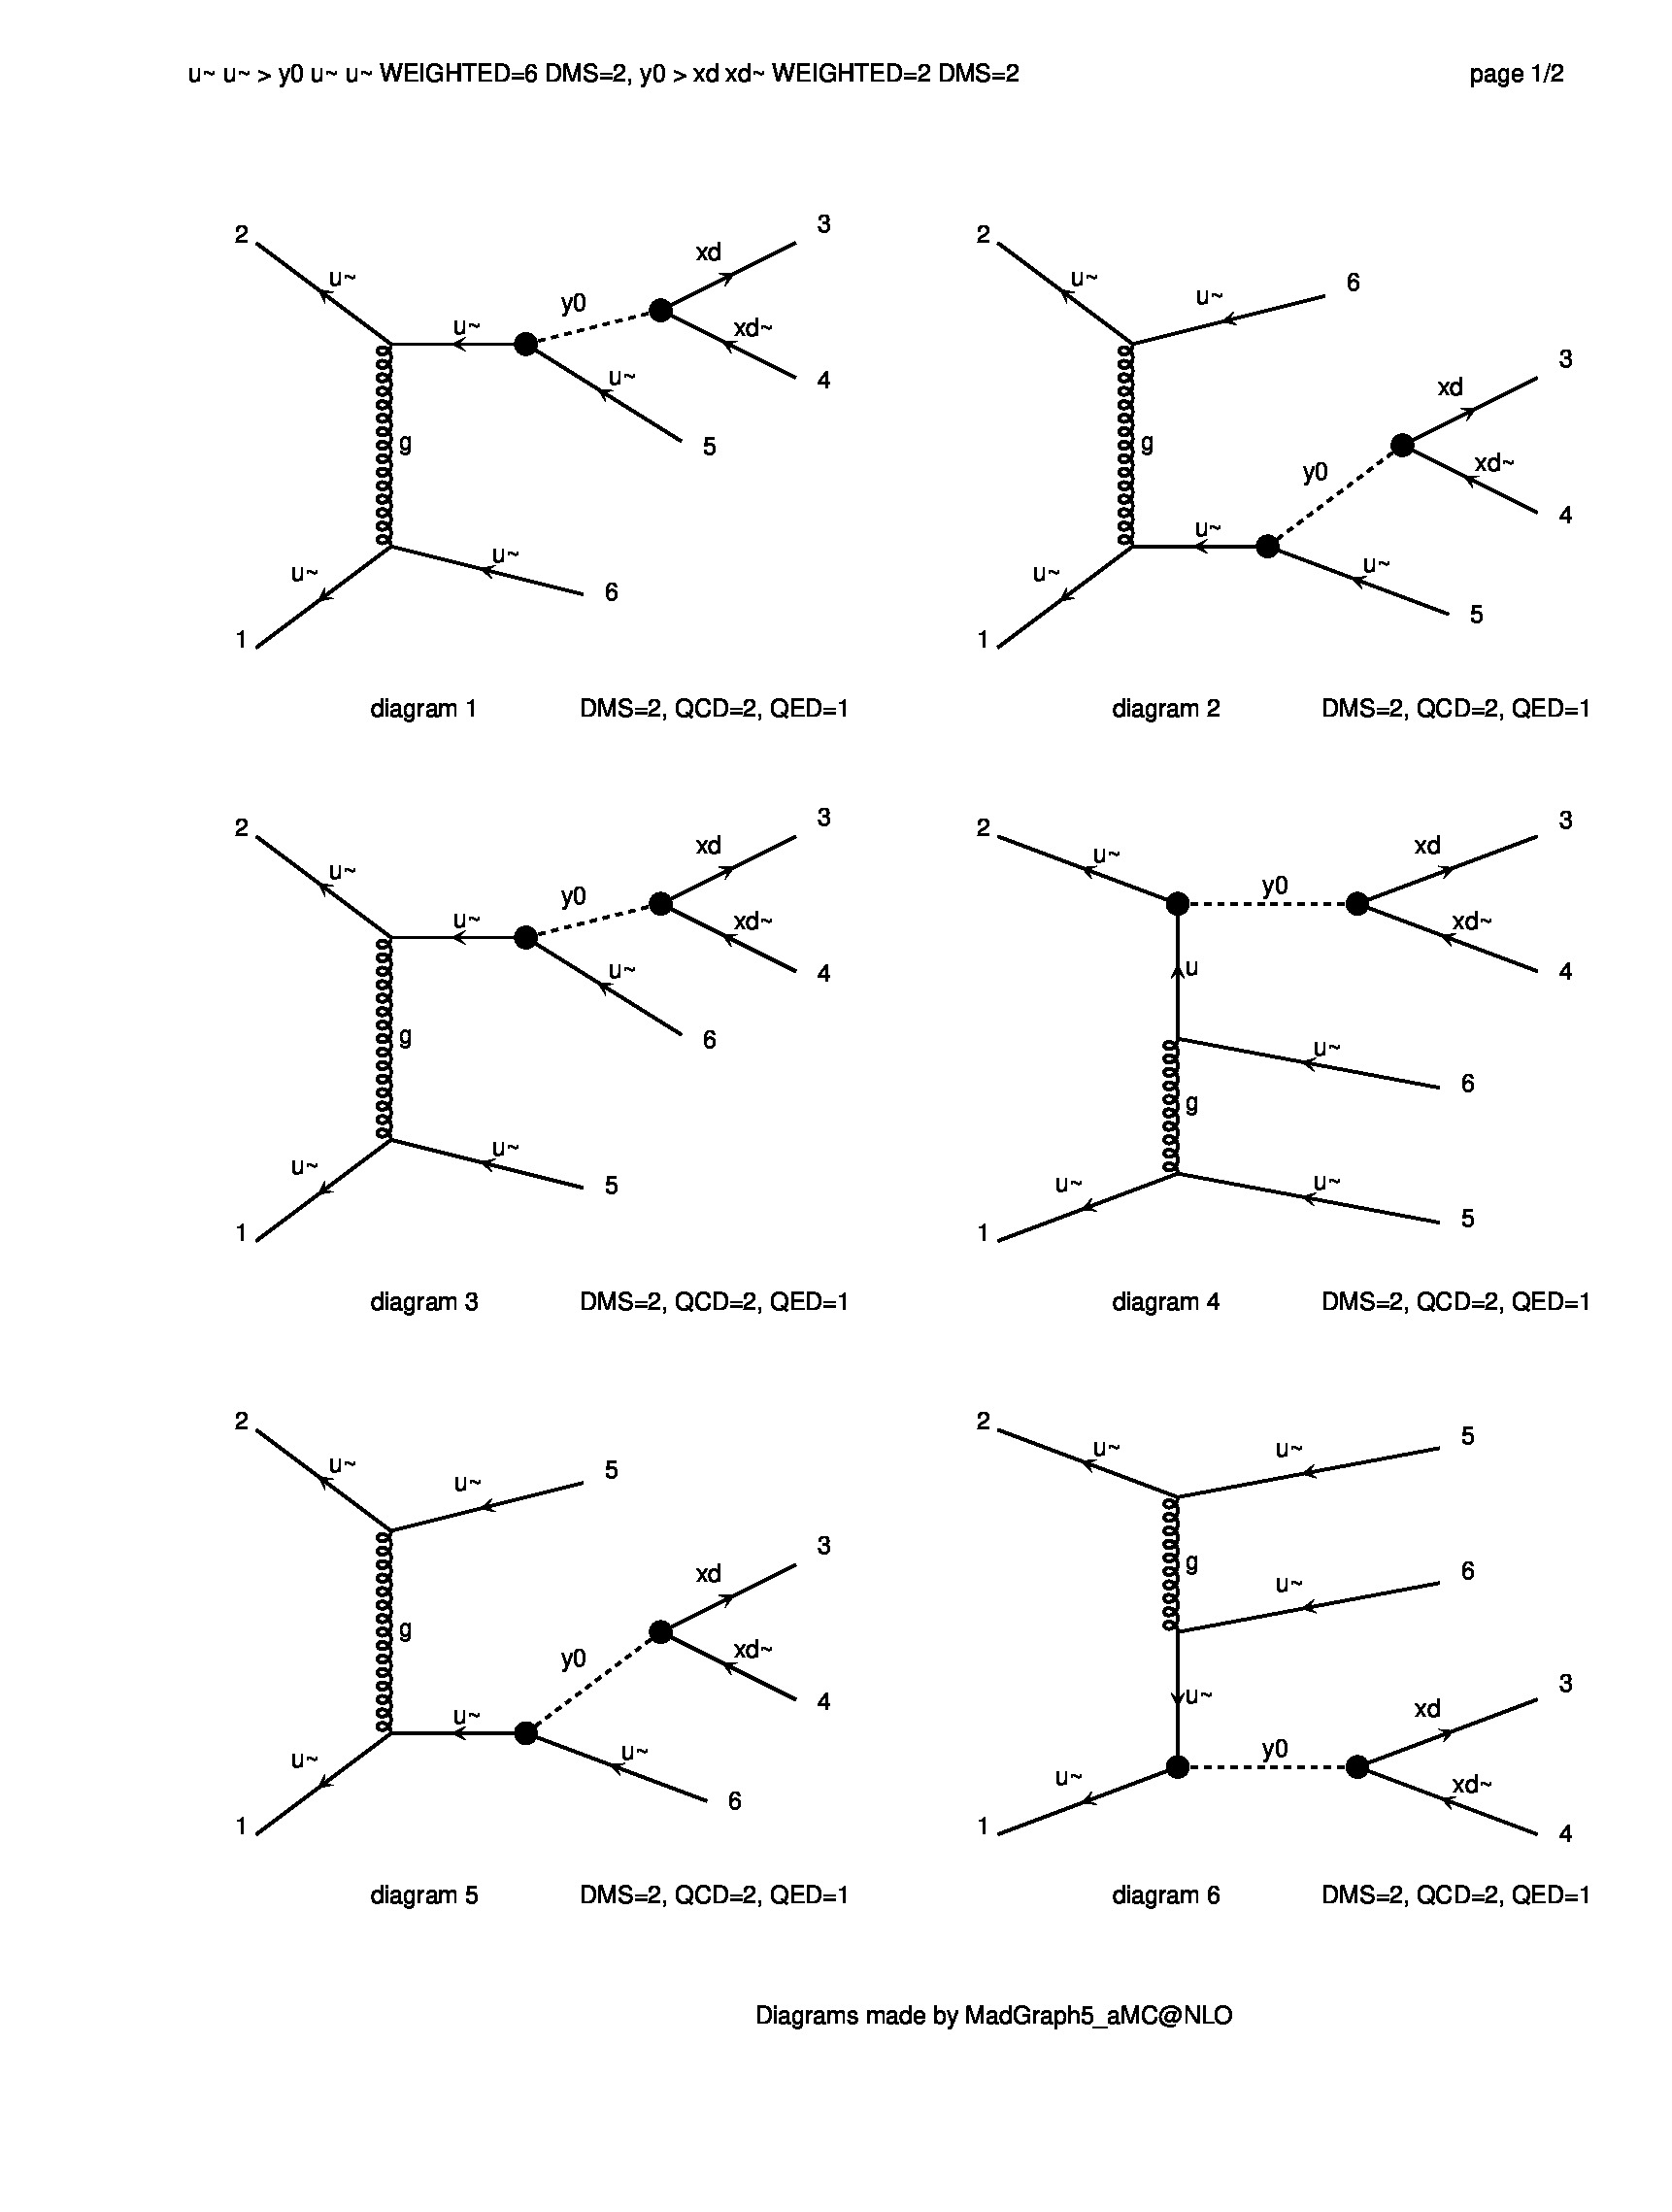 u~ u~ > y0 u~ u~ WEIGHTED=6 DMS=2, y0 > xd xd~ WEIGHTED=2 DMS=2
page 1/2
2
u~
u~
y0
xd
3
xd~
4
u~
5
g
u~
6
u~
1
diagram 1
DMS=2, QCD=2, QED=1
2
u~
u~
6
g
xd
3
y0
xd~
4
u~
u~
5
u~
1
diagram 2
DMS=2, QCD=2, QED=1
2
u~
u~
y0
xd
3
xd~
4
u~
6
g
u~
5
u~
1
diagram 3
DMS=2, QCD=2, QED=1
2
u~
y0
xd
3
xd~
4
u
u~
6
g
u~
5
u~
1
diagram 4
DMS=2, QCD=2, QED=1
2
u~
u~
5
g
xd
3
y0
xd~
4
u~
u~
6
u~
1
diagram 5
DMS=2, QCD=2, QED=1
2
u~
u~
5
g
u~
6
u~
xd
3
y0
xd~
4
u~
1
diagram 6
DMS=2, QCD=2, QED=1
Diagrams made by MadGraph5_aMC@NLO